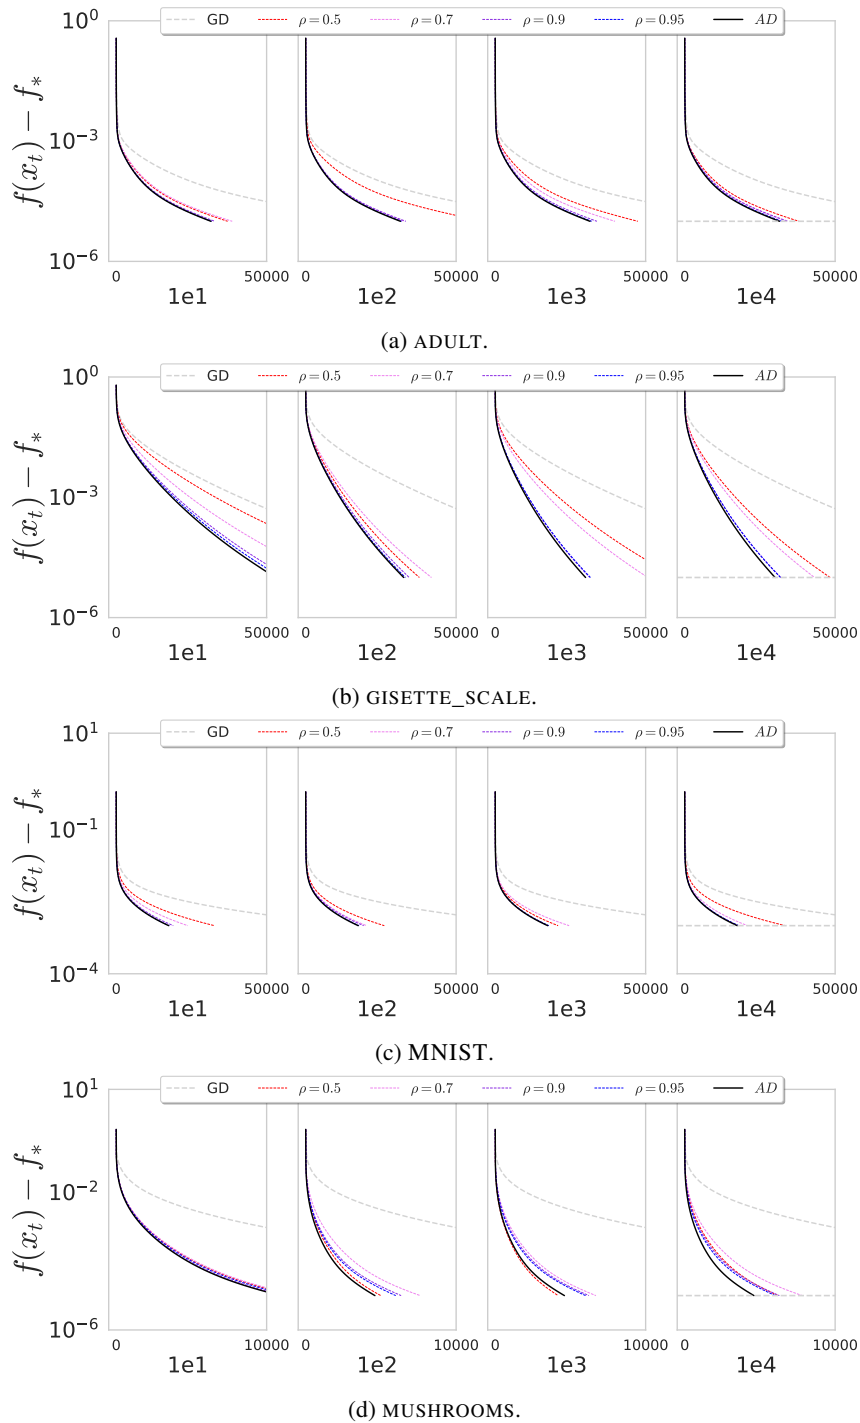 GD ρ = 0.5 ρ = 0.7 ρ = 0.9 ρ = 0.95 AD
f(x_t) − f_*
10^0
10^{-3}
10^{-6}
0 50000 0 50000 0 50000 0 50000
1e1 1e2 1e3 1e4
(a) ADULT.
GD ρ = 0.5 ρ = 0.7 ρ = 0.9 ρ = 0.95 AD
f(x_t) − f_*
10^0
10^{-3}
10^{-6}
0 50000 0 50000 0 50000 0 50000
1e1 1e2 1e3 1e4
(b) GISETTE_SCALE.
GD ρ = 0.5 ρ = 0.7 ρ = 0.9 ρ = 0.95 AD
f(x_t) − f_*
10^1
10^{-1}
10^{-4}
0 50000 0 50000 0 50000 0 50000
1e1 1e2 1e3 1e4
(c) MNIST.
GD ρ = 0.5 ρ = 0.7 ρ = 0.9 ρ = 0.95 AD
f(x_t) − f_*
10^1
10^{-2}
10^{-6}
0 10000 0 10000 0 10000 0 10000
1e1 1e2 1e3 1e4
(d) MUSHROOMS.